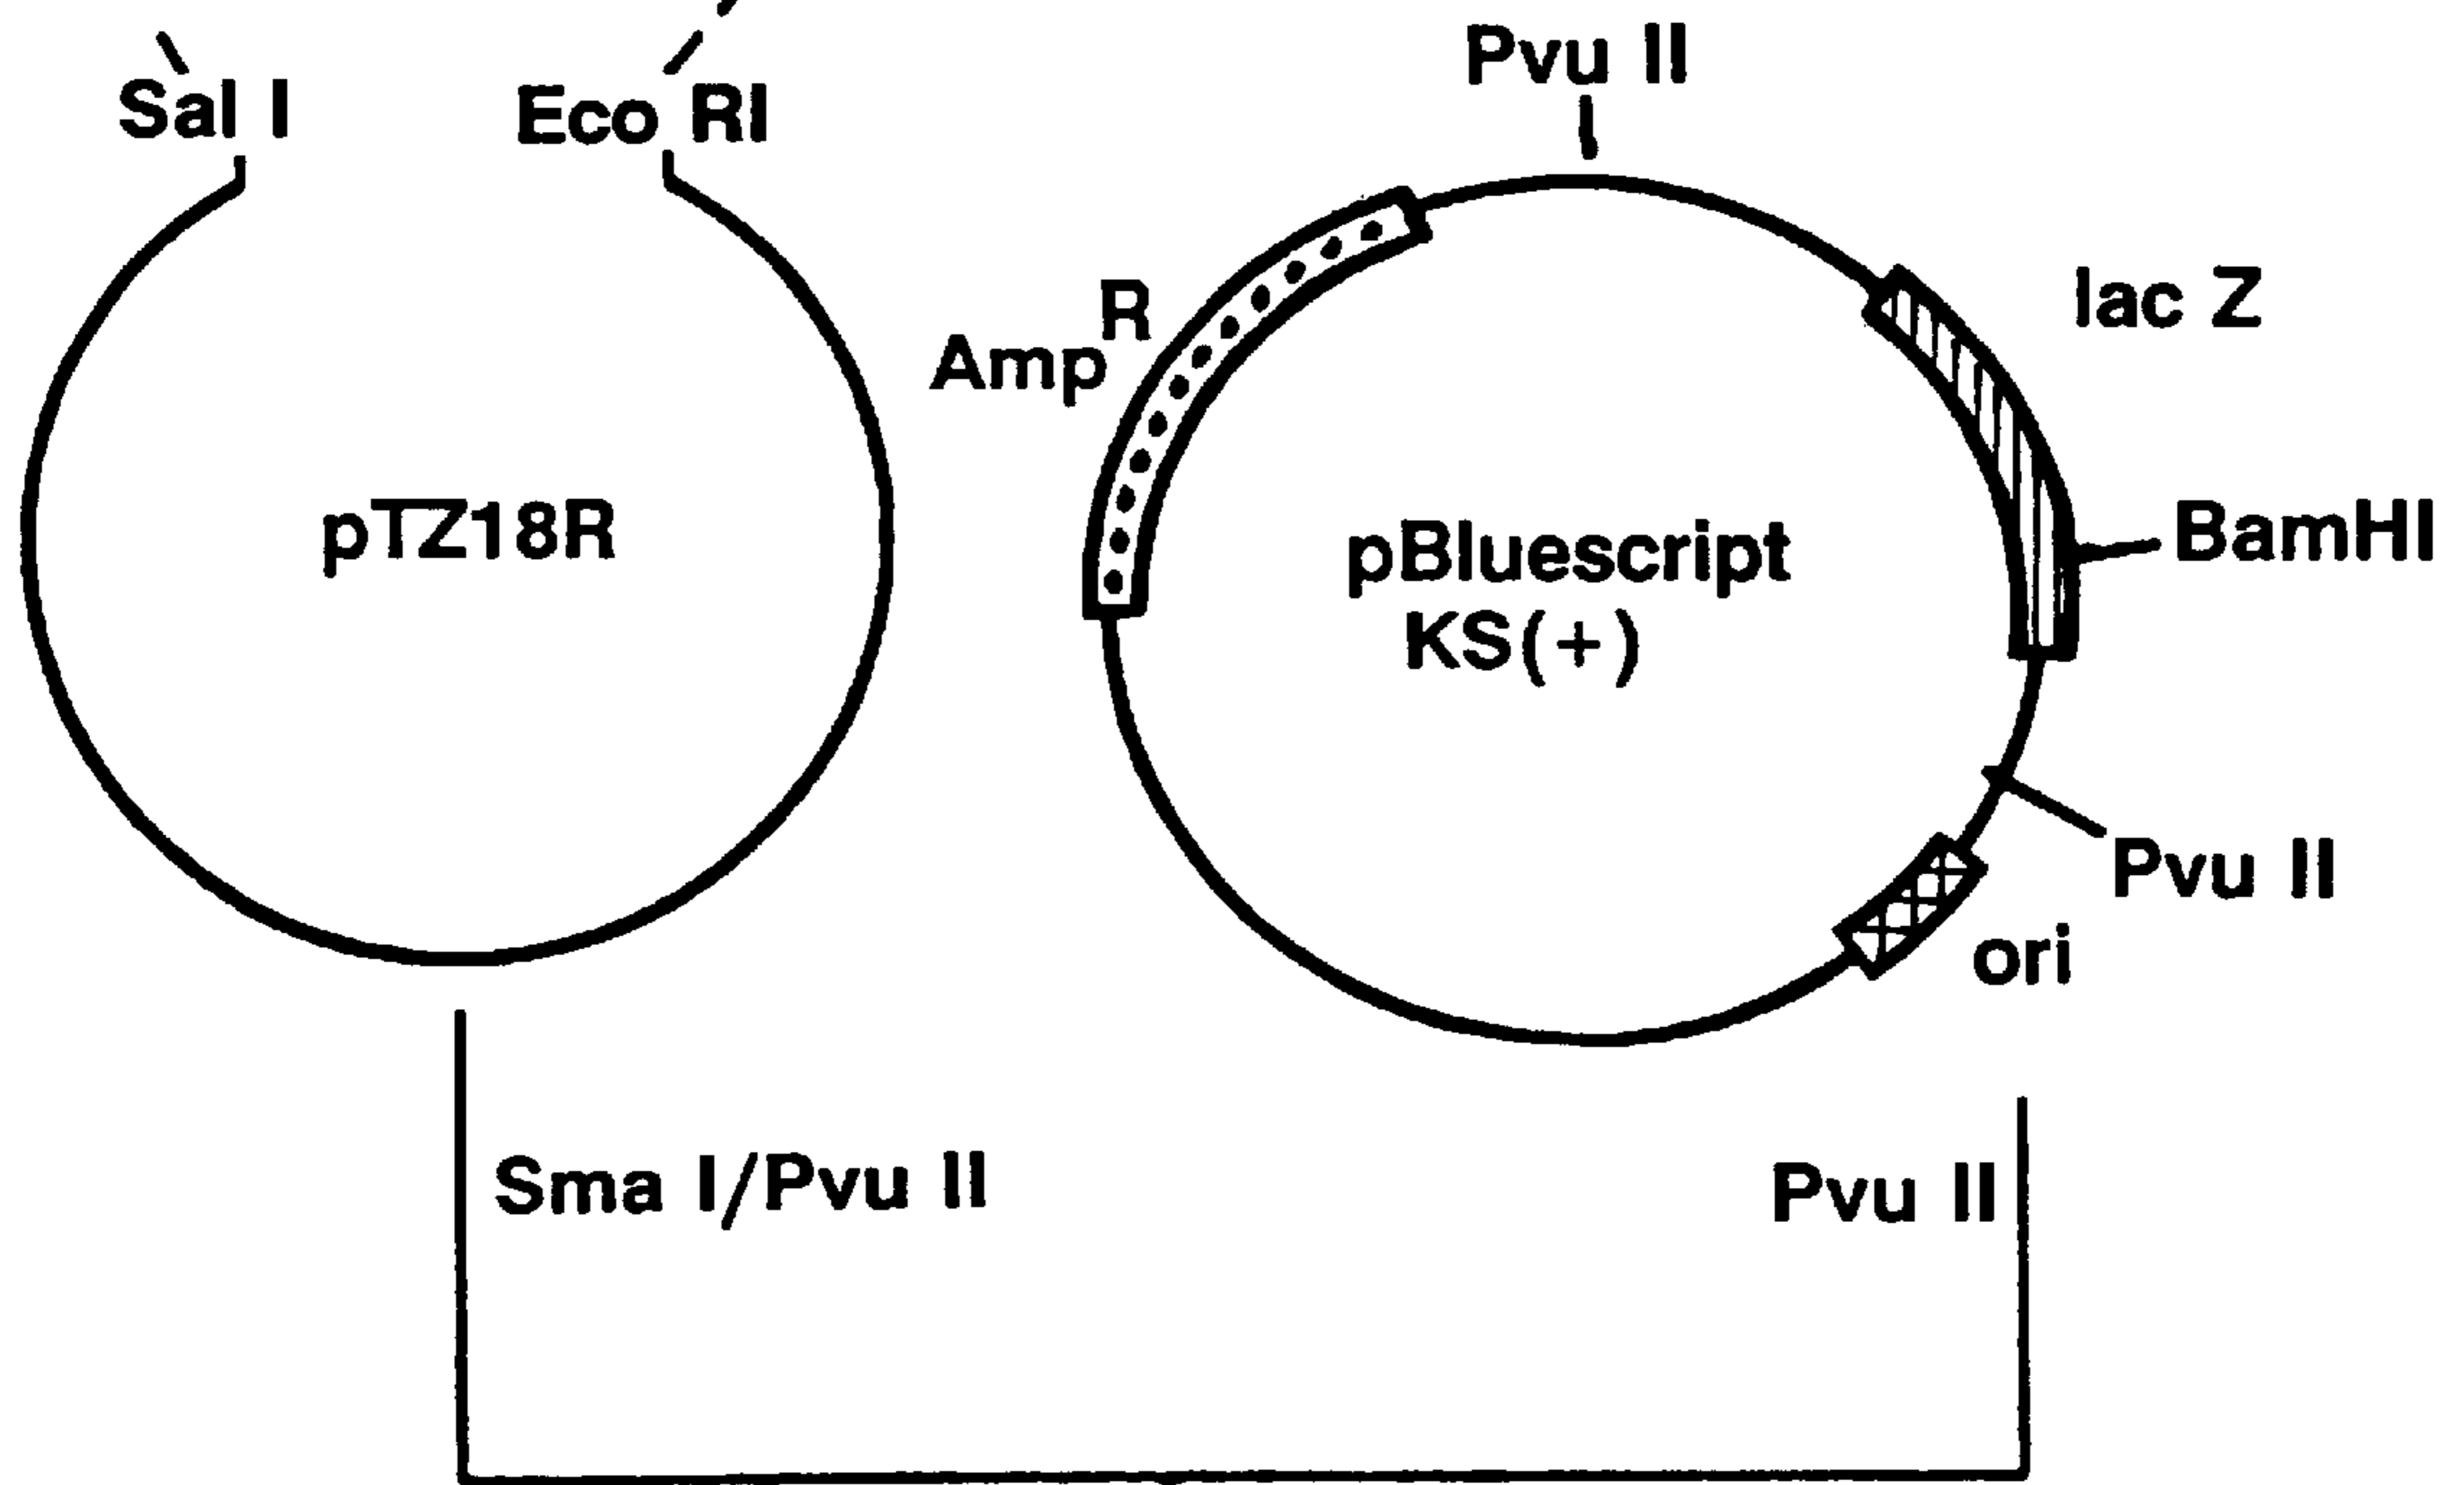 Sal I
Eco RI
pTZ18R
Sma I/Pvu II
Pvu II
Amp R
lac Z
pBluescript
KS(+)
BamHI
Pvu II
ori
Pvu II